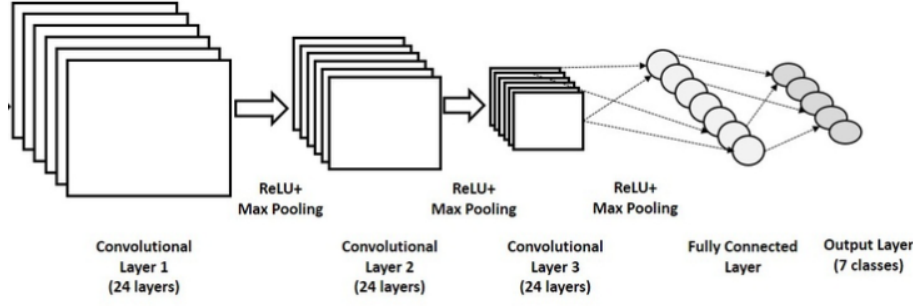 ReLU+
Max Pooling
ReLU+
Max Pooling
ReLU+
Max Pooling
Convolutional
Layer 1
(24 layers)
Convolutional
Layer 2
(24 layers)
Convolutional
Layer 3
(24 layers)
Fully Connected
Layer
Output Layer
(7 classes)